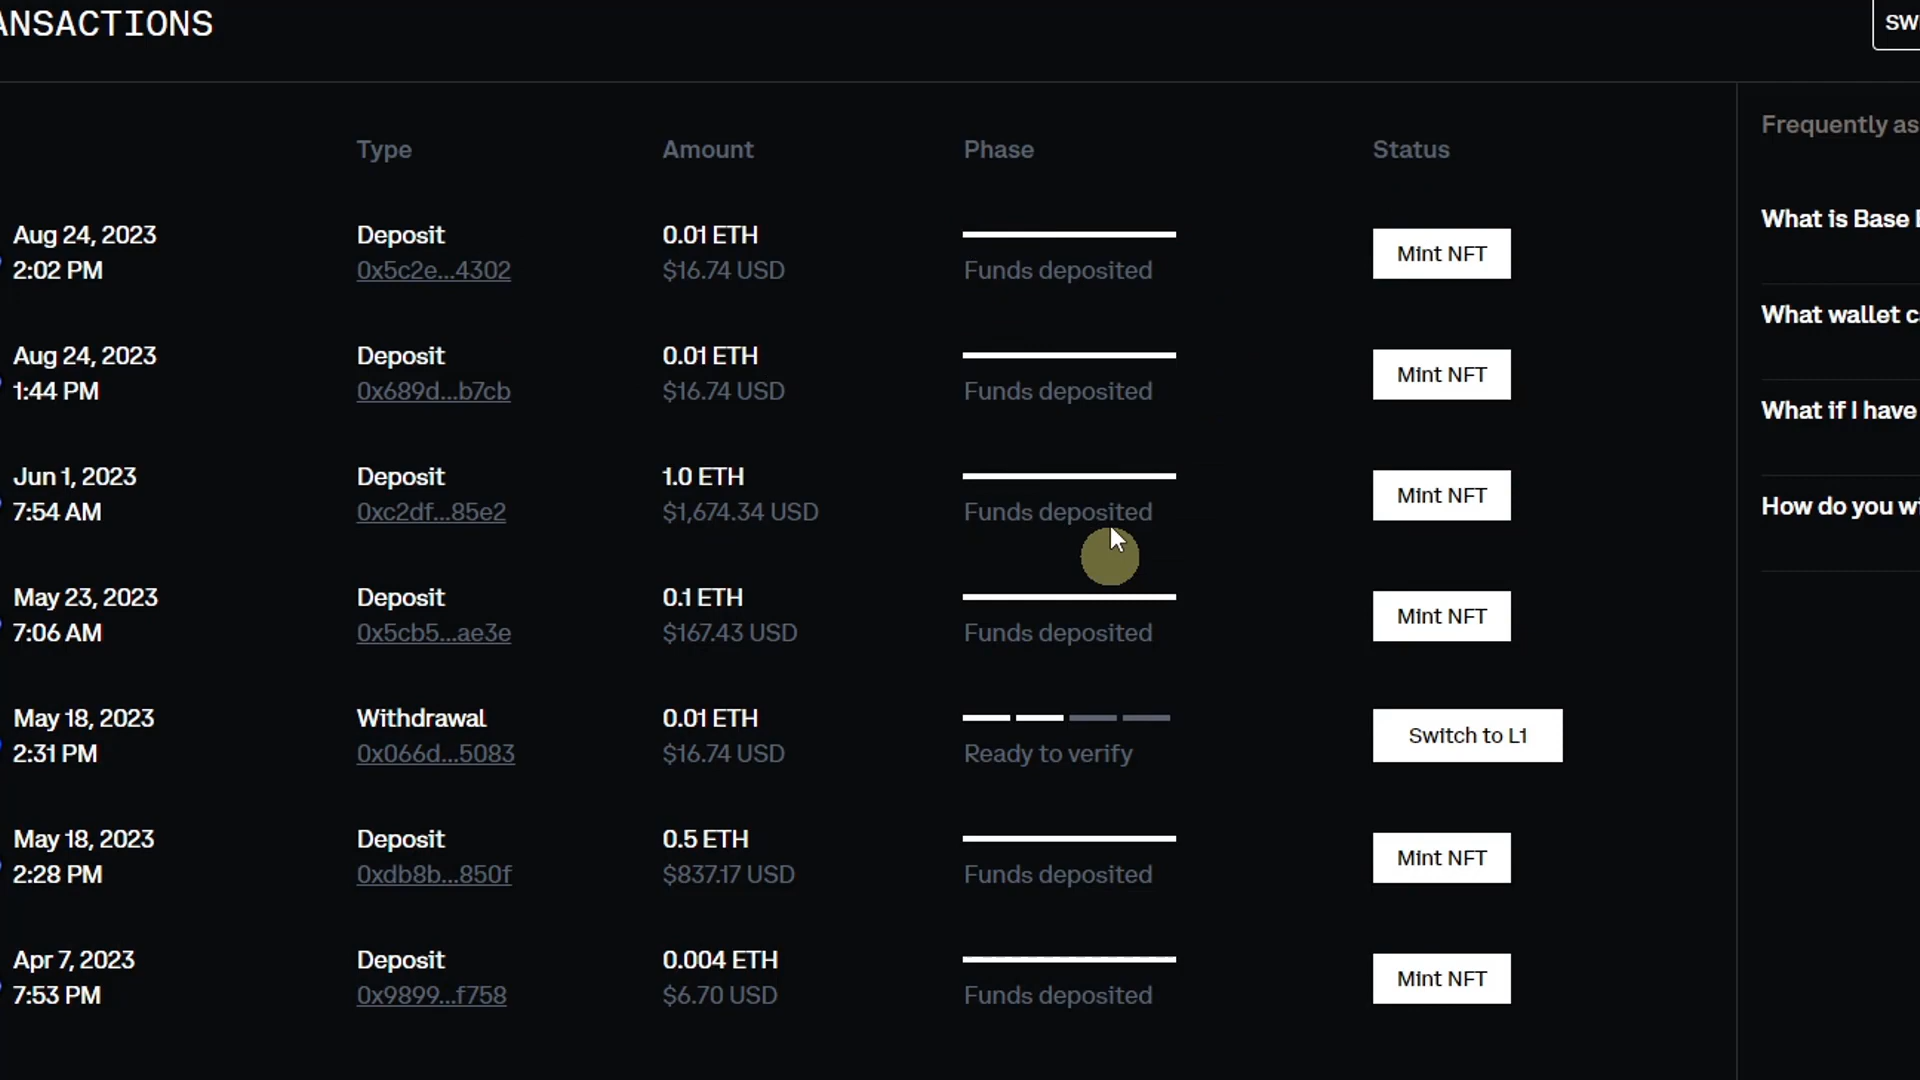 ANSACTIONS
SW
Type Amount Phase Status
Frequently as
Aug 24, 2023 Deposit 0.01 ETH Mint NFT
2:02 PM 0x5c2e...4302 $16.74 USD Funds deposited
What is Base
Aug 24, 2023 Deposit 0.01 ETH Mint NFT
1:44 PM 0x689d...b7cb $16.74 USD Funds deposited
What wallet c
Jun 1, 2023 Deposit 1.0 ETH Mint NFT
7:54 AM 0xc2df...85e2 $1,674.34 USD Funds deposited
What if I have
May 23, 2023 Deposit 0.1 ETH Mint NFT
7:06 AM 0x5cb5...ae3e $167.43 USD Funds deposited
How do you wi
May 18, 2023 Withdrawal 0.01 ETH Switch to L1
2:31 PM 0x066d...5083 $16.74 USD Ready to verify
May 18, 2023 Deposit 0.5 ETH Mint NFT
2:28 PM 0xdb8b...850f $837.17 USD Funds deposited
Apr 7, 2023 Deposit 0.004 ETH Mint NFT
7:53 PM 0x9899...f758 $6.70 USD Funds deposited